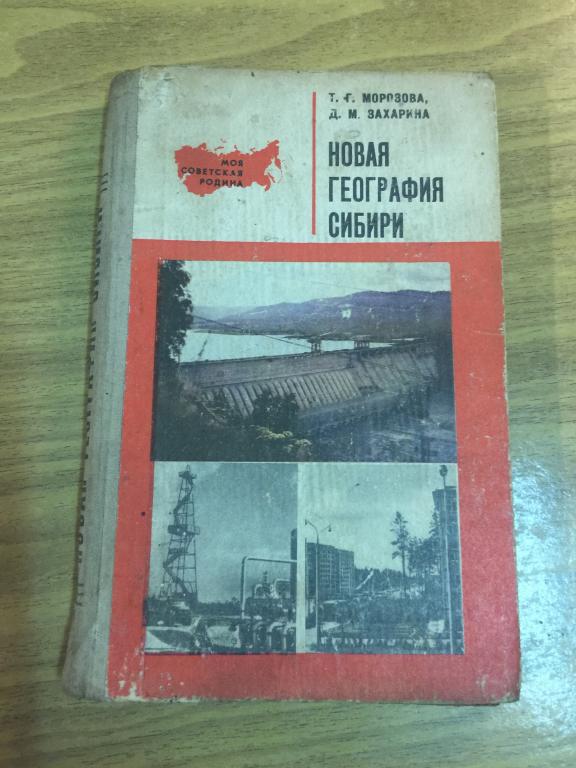 Т. Г. МОРОЗОВА,
Д. М. ЗАХАРИНА
МОЯ
СОВЕТСКАЯ
РОДИНА
НОВАЯ
ГЕОГРАФИЯ
СИБИРИ